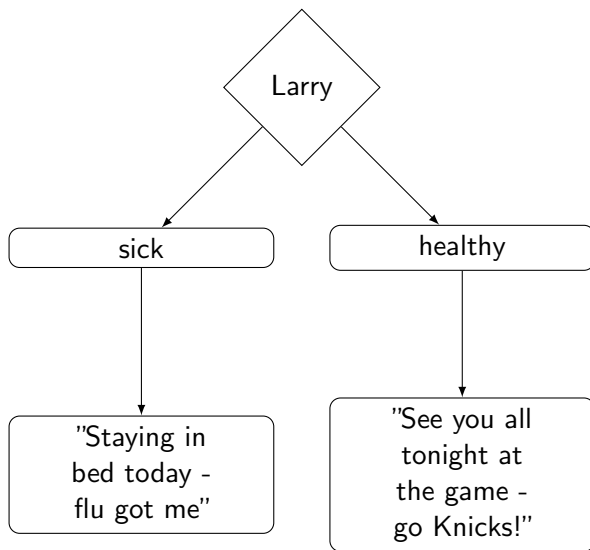 Larry
sick
healthy
”Staying in
bed today -
flu got me”
”See you all
tonight at
the game -
go Knicks!”